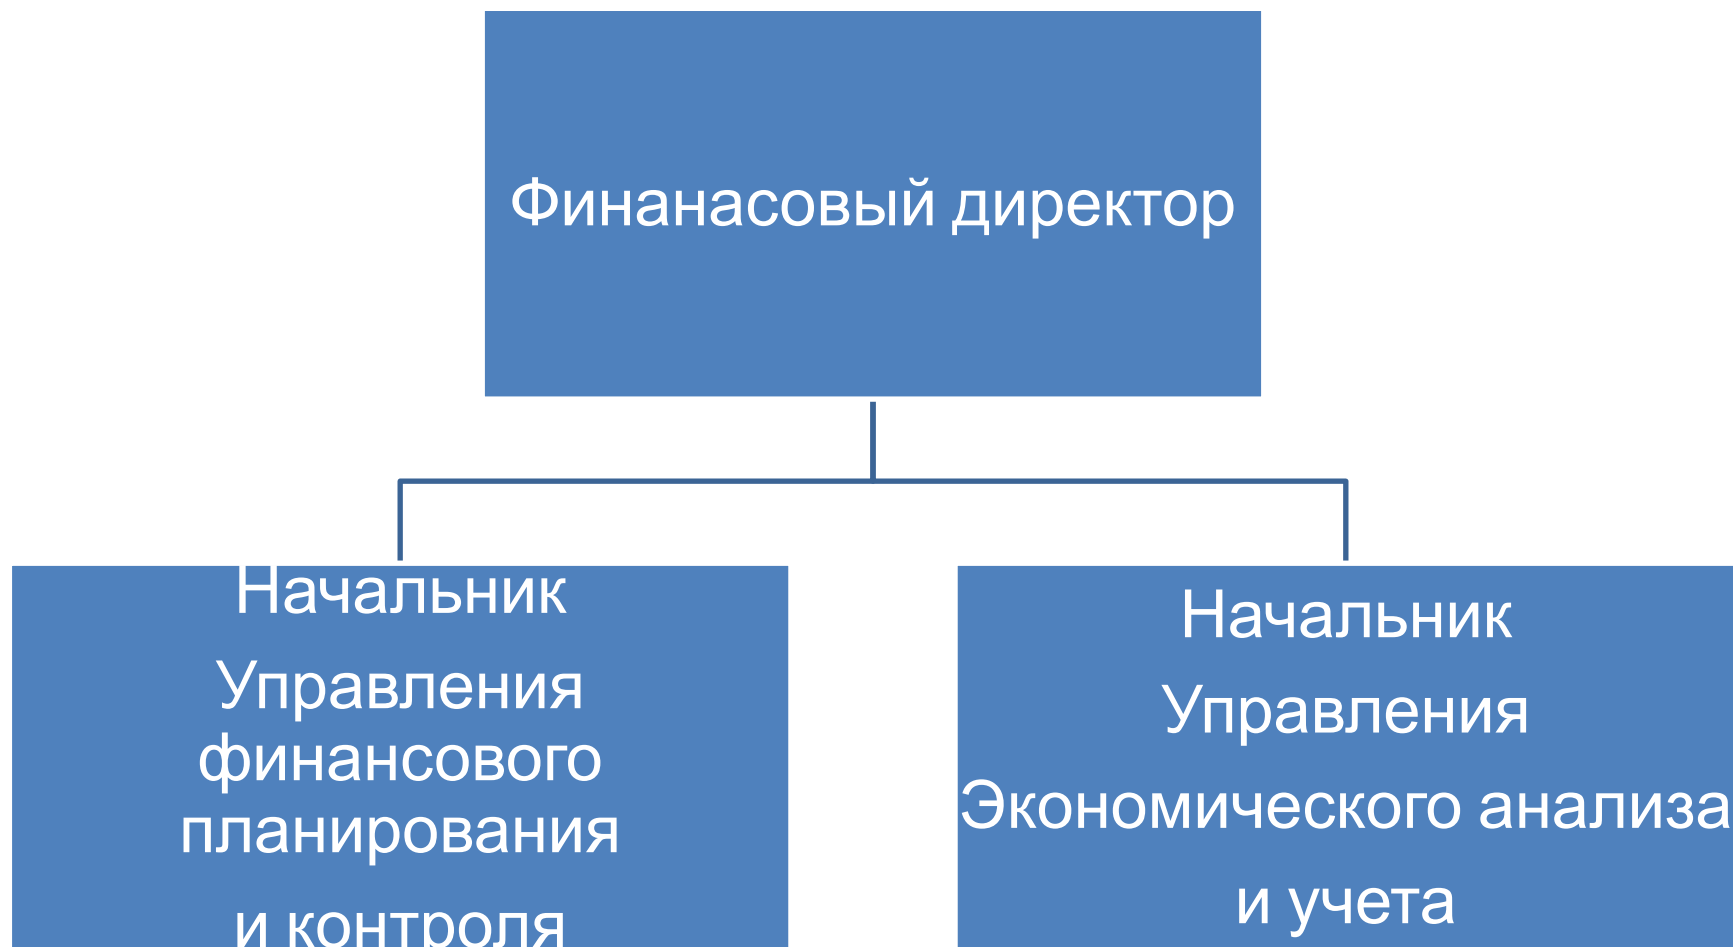 Финанасовый директор
Начальник
Управления
финансового
планирования
и контроля
Начальник
Управления
Экономического анализа
и учета